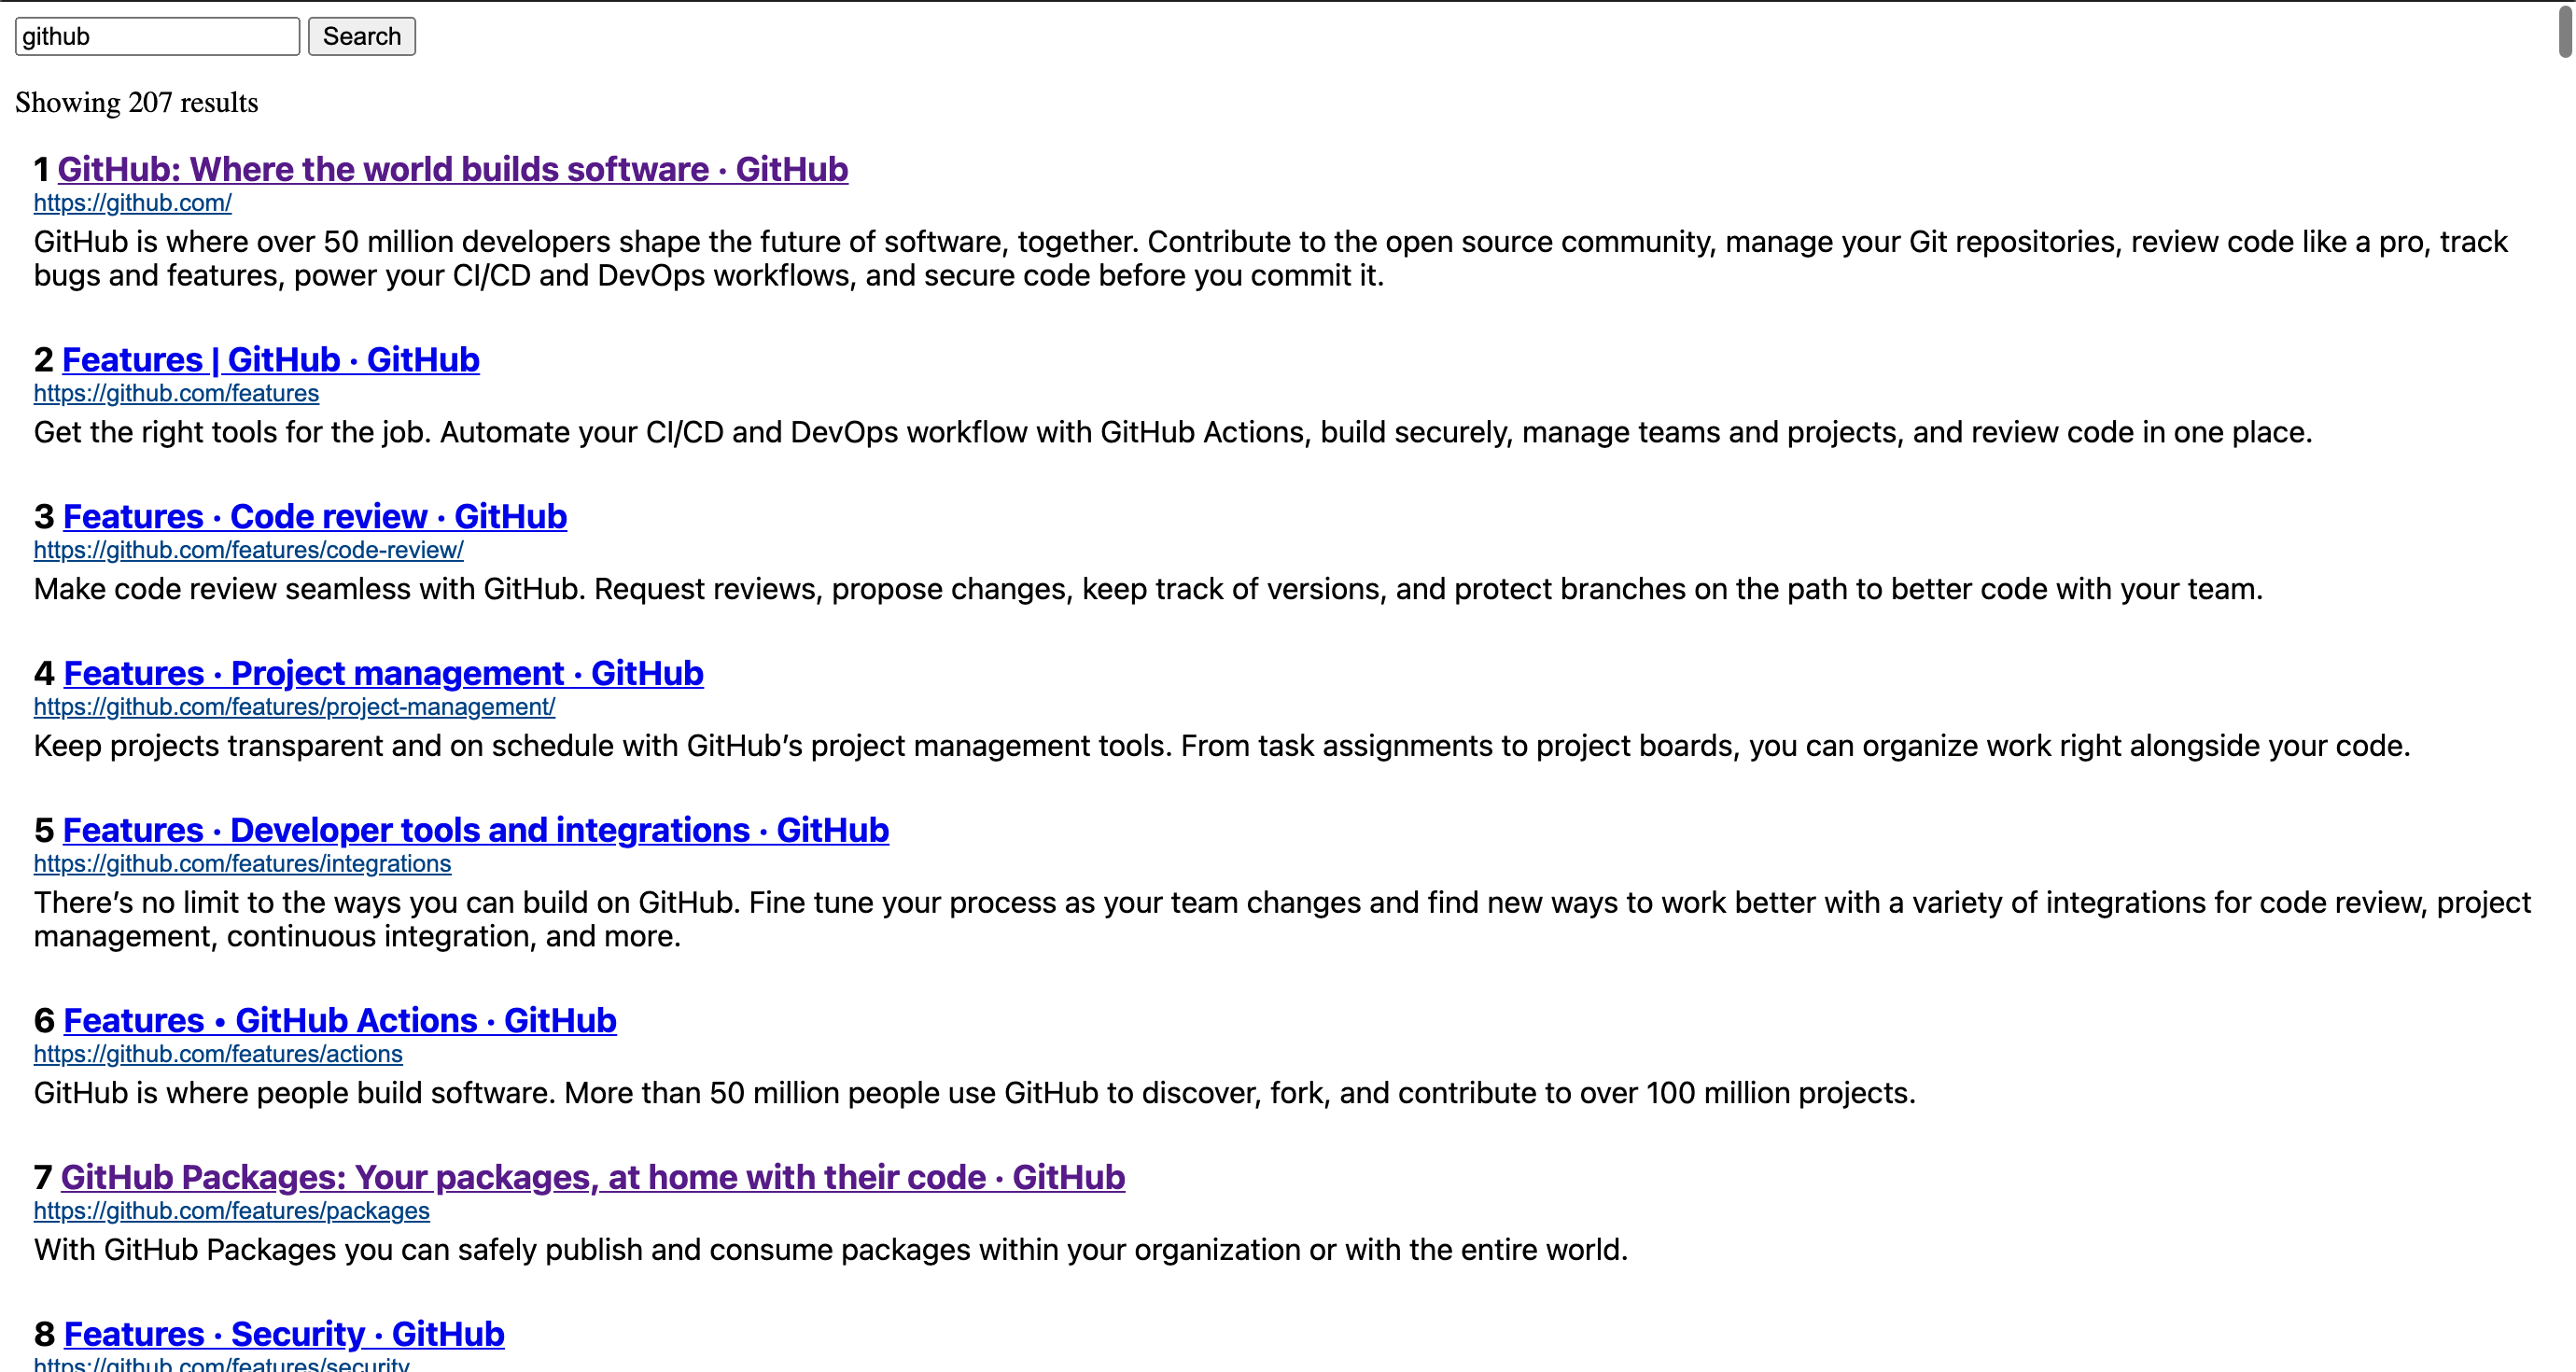 github Search
Showing 207 results
1 GitHub: Where the world builds software · GitHub
https://github.com/
GitHub is where over 50 million developers shape the future of software, together. Contribute to the open source community, manage your Git repositories, review code like a pro, track
bugs and features, power your CI/CD and DevOps workflows, and secure code before you commit it.
2 Features | GitHub · GitHub
https://github.com/features
Get the right tools for the job. Automate your CI/CD and DevOps workflow with GitHub Actions, build securely, manage teams and projects, and review code in one place.
3 Features · Code review · GitHub
https://github.com/features/code-review/
Make code review seamless with GitHub. Request reviews, propose changes, keep track of versions, and protect branches on the path to better code with your team.
4 Features · Project management · GitHub
https://github.com/features/project-management/
Keep projects transparent and on schedule with GitHub’s project management tools. From task assignments to project boards, you can organize work right alongside your code.
5 Features · Developer tools and integrations · GitHub
https://github.com/features/integrations
There’s no limit to the ways you can build on GitHub. Fine tune your process as your team changes and find new ways to work better with a variety of integrations for code review, project
management, continuous integration, and more.
6 Features • GitHub Actions · GitHub
https://github.com/features/actions
GitHub is where people build software. More than 50 million people use GitHub to discover, fork, and contribute to over 100 million projects.
7 GitHub Packages: Your packages, at home with their code · GitHub
https://github.com/features/packages
With GitHub Packages you can safely publish and consume packages within your organization or with the entire world.
8 Features · Security · GitHub
https://github.com/features/security